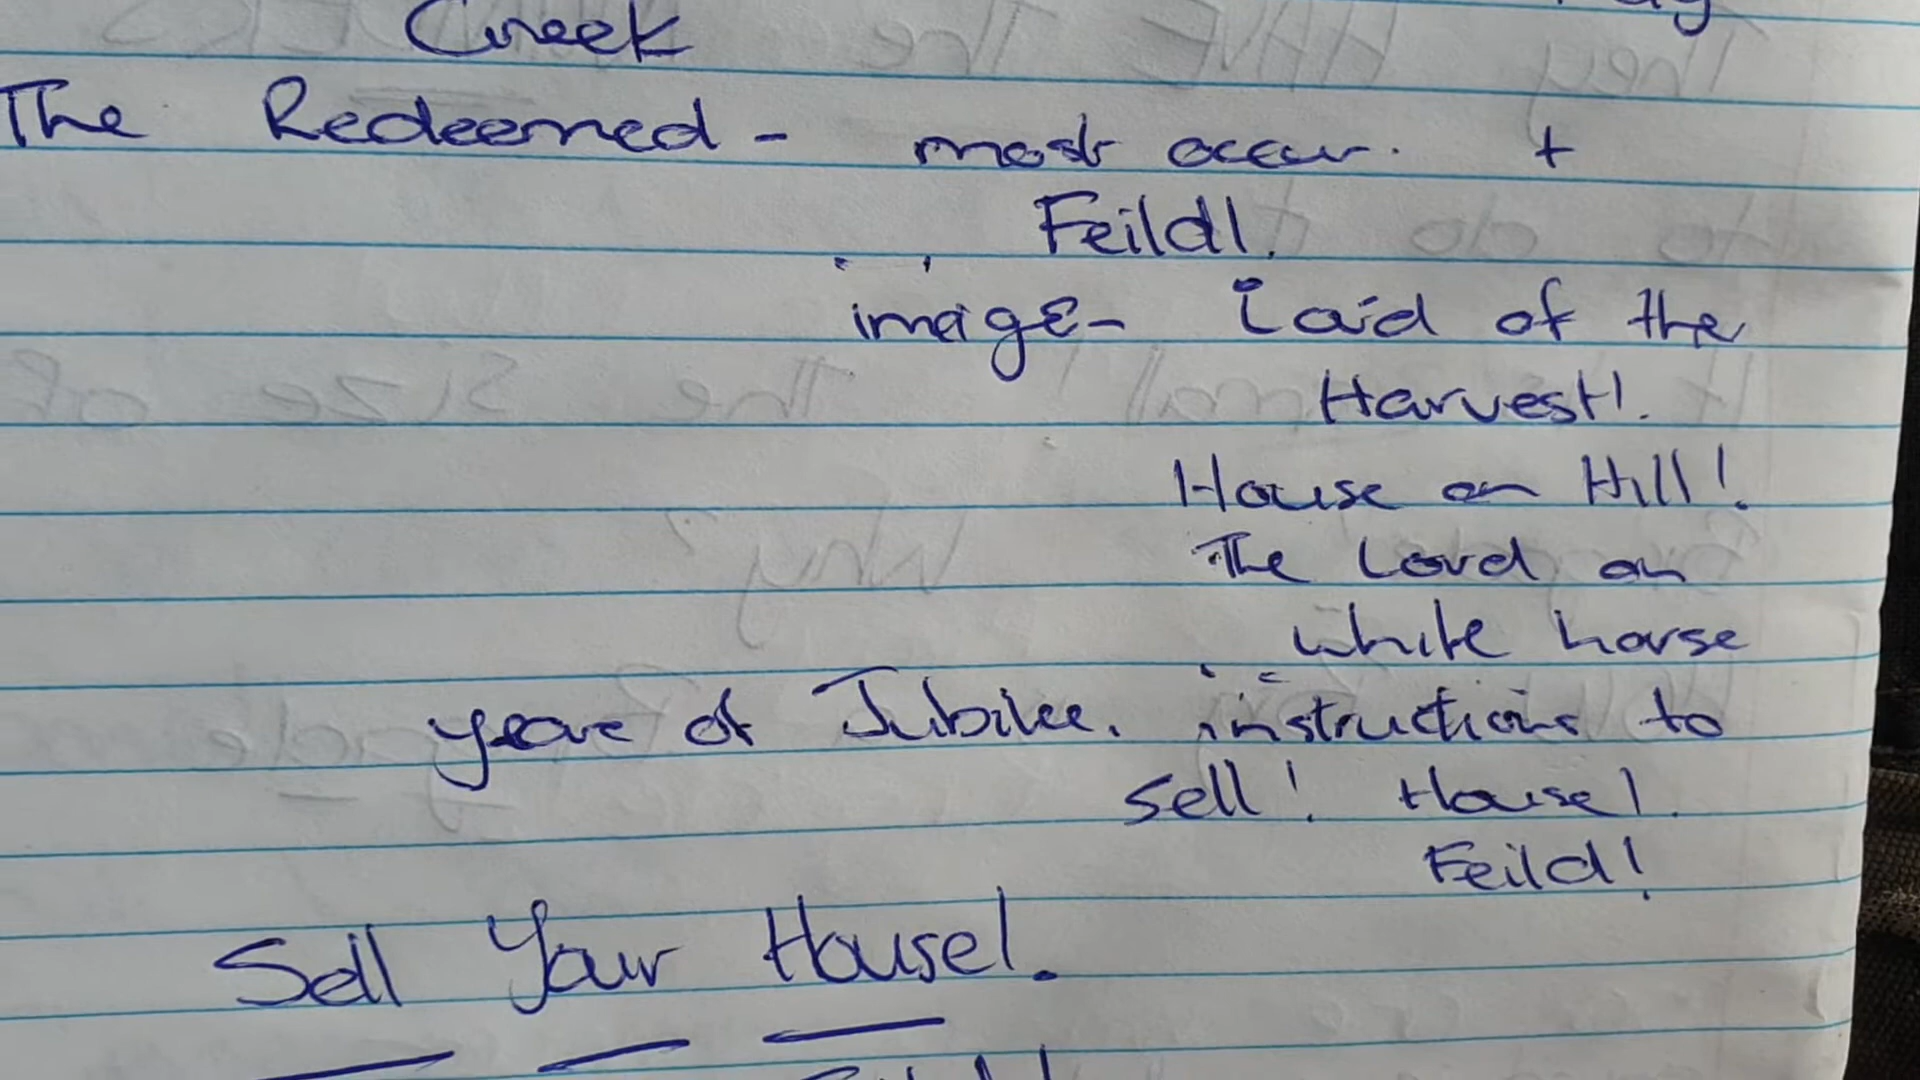 Creek
The Redeemed - most occur. +
Feild!.
image - Laid of the
Harvest!.
House on Hill!.
The Lord on
white horse
year of Jubilee. instructions to
sell! House!.
Feild!
Sell Your House!.